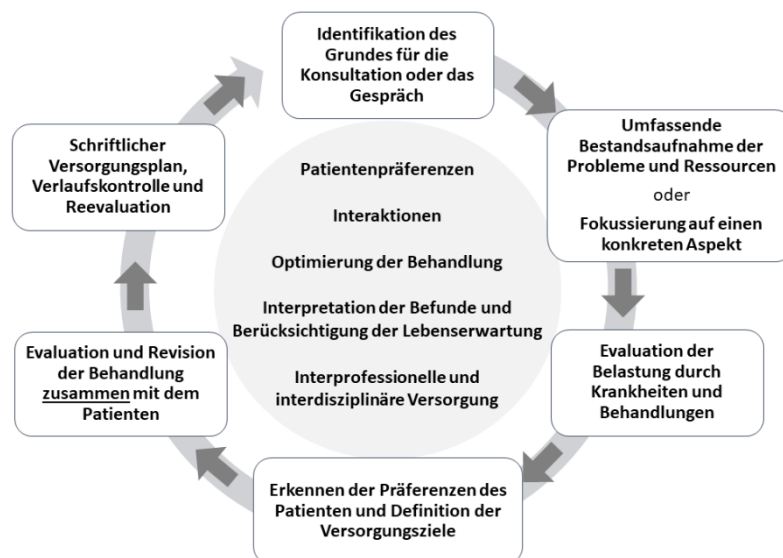 Identifikation des
Grundes für die
Konsultation oder das
Gespräch
Umfassende
Bestandsaufnahme der
Probleme und Ressourcen
oder
Fokussierung auf einen
konkreten Aspekt
Evaluation der
Belastung durch
Krankheiten und
Behandlungen
Erkennen der Präferenzen des
Patienten und Definition der
Versorgungsziele
Evaluation und Revision
der Behandlung
zusammen mit dem
Patienten
Schriftlicher
Versorgungsplan,
Verlaufskontrolle und
Reevaluation
Patientenpräferenzen
Interaktionen
Optimierung der Behandlung
Interpretation der Befunde und
Berücksichtigung der Lebenserwartung
Interprofessionelle und
interdisziplinäre Versorgung